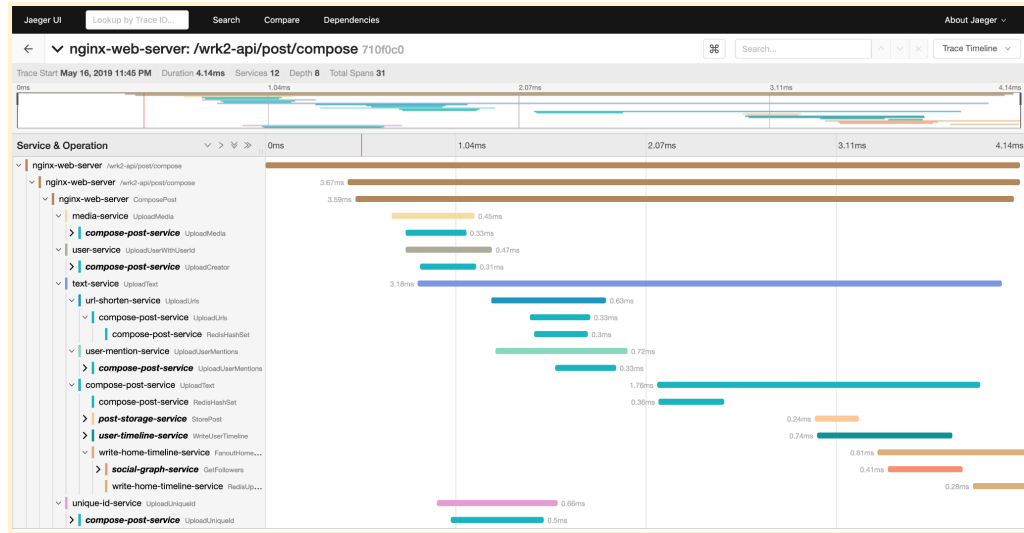 Jaeger UI Lookup by Trace ID... Search Compare Dependencies About Jaeger
nginx-web-server: /wrk2-api/post/compose 710f0c0 ⌘ Search... Trace Timeline
Trace Start May 16, 2019 11:45 PM Duration 4.14ms Services 12 Depth 8 Total Spans 31
0ms 1.04ms 2.07ms 3.11ms 4.14ms
Service & Operation 0ms 1.04ms 2.07ms 3.11ms 4.14ms
nginx-web-server /wrk2-api/post/compose
nginx-web-server /wrk2-api/post/compose 3.67ms
nginx-web-server ComposePost 3.59ms
media-service UploadMedia 0.45ms
compose-post-service UploadMedia 0.33ms
user-service UploadUserWithUserId 0.47ms
compose-post-service UploadCreator 0.31ms
text-service UploadText 3.18ms
url-shorten-service UploadUrls 0.63ms
compose-post-service UploadUrls 0.33ms
compose-post-service RedisHashSet 0.3ms
user-mention-service UploadUserMentions 0.72ms
compose-post-service UploadUserMentions 0.33ms
compose-post-service UploadText 1.76ms
compose-post-service RedisHashSet 0.36ms
post-storage-service StorePost 0.24ms
user-timeline-service WriteUserTimeline 0.74ms
write-home-timeline-service FanoutHome... 0.81ms
social-graph-service GetFollowers 0.41ms
write-home-timeline-service RedisUp... 0.28ms
unique-id-service UploadUniqueId 0.66ms
compose-post-service UploadUniqueId 0.5ms